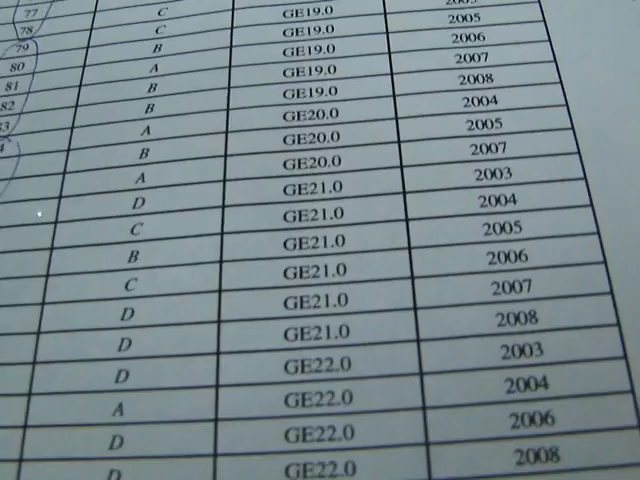 77
78 C
79 C GE19.0 2003
80 B GE19.0 2005
81 A GE19.0 2006
82 B GE19.0 2007
B GE19.0 2008
A GE20.0 2004
B GE20.0 2005
A GE20.0 2007
D GE21.0 2003
C GE21.0 2004
B GE21.0 2005
C GE21.0 2006
D GE21.0 2007
D GE21.0 2008
D GE22.0 2003
A GE22.0 2004
D GE22.0 2006
D GE22.0 2008